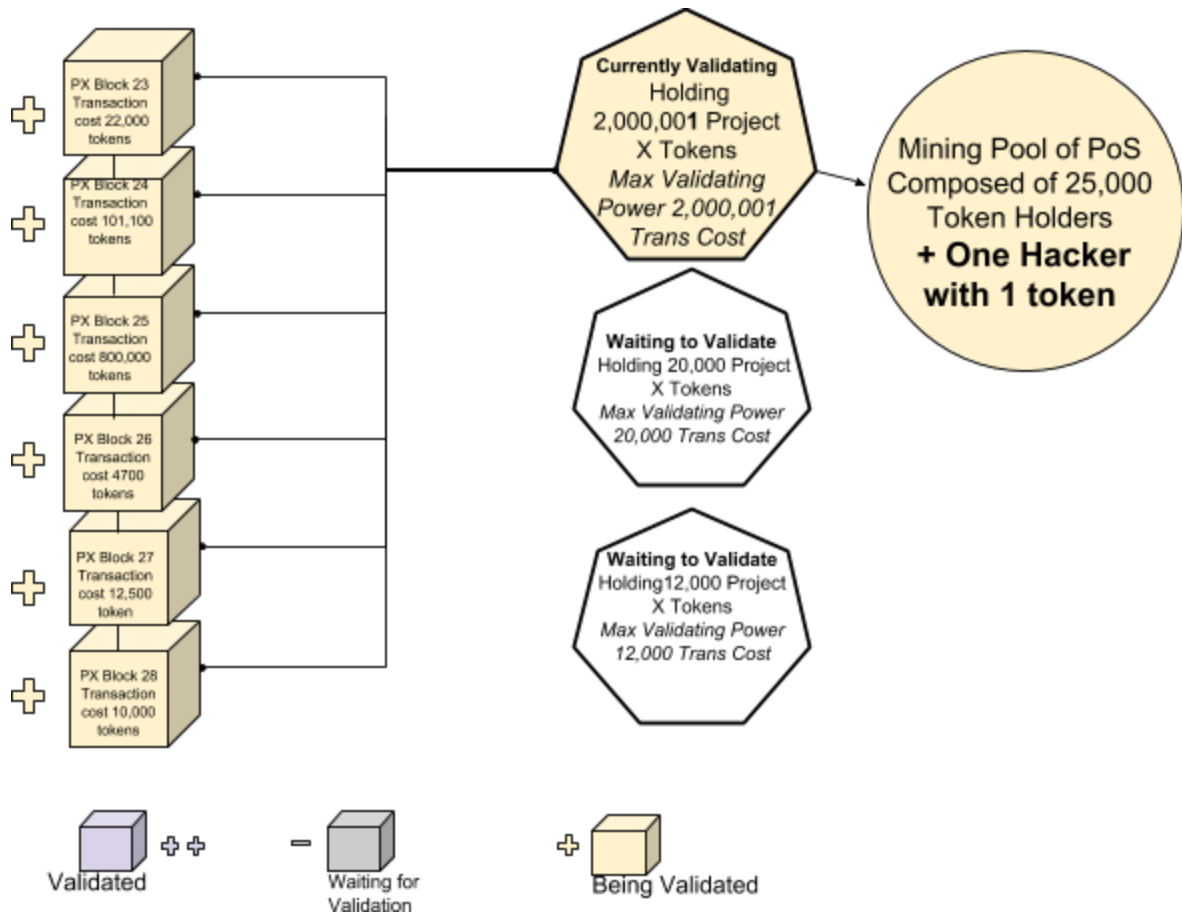 PX Block 23
Transaction
cost 22,000
tokens
PX Block 24
Transaction
cost 101,100
tokens
PX Block 25
Transaction
cost 800,000
tokens
PX Block 26
Transaction
cost 4700
tokens
PX Block 27
Transaction
cost 12,500
token
PX Block 28
Transaction
cost 10,000
tokens
Currently Validating
Holding
2,000,001 Project
X Tokens
Max Validating
Power 2,000,001
Trans Cost
Mining Pool of PoS
Composed of 25,000
Token Holders
+ One Hacker
with 1 token
Waiting to Validate
Holding 20,000 Project
X Tokens
Max Validating Power
20,000 Trans Cost
Waiting to Validate
Holding12,000 Project
X Tokens
Max Validating Power
12,000 Trans Cost
Validated
Waiting for
Validation
Being Validated